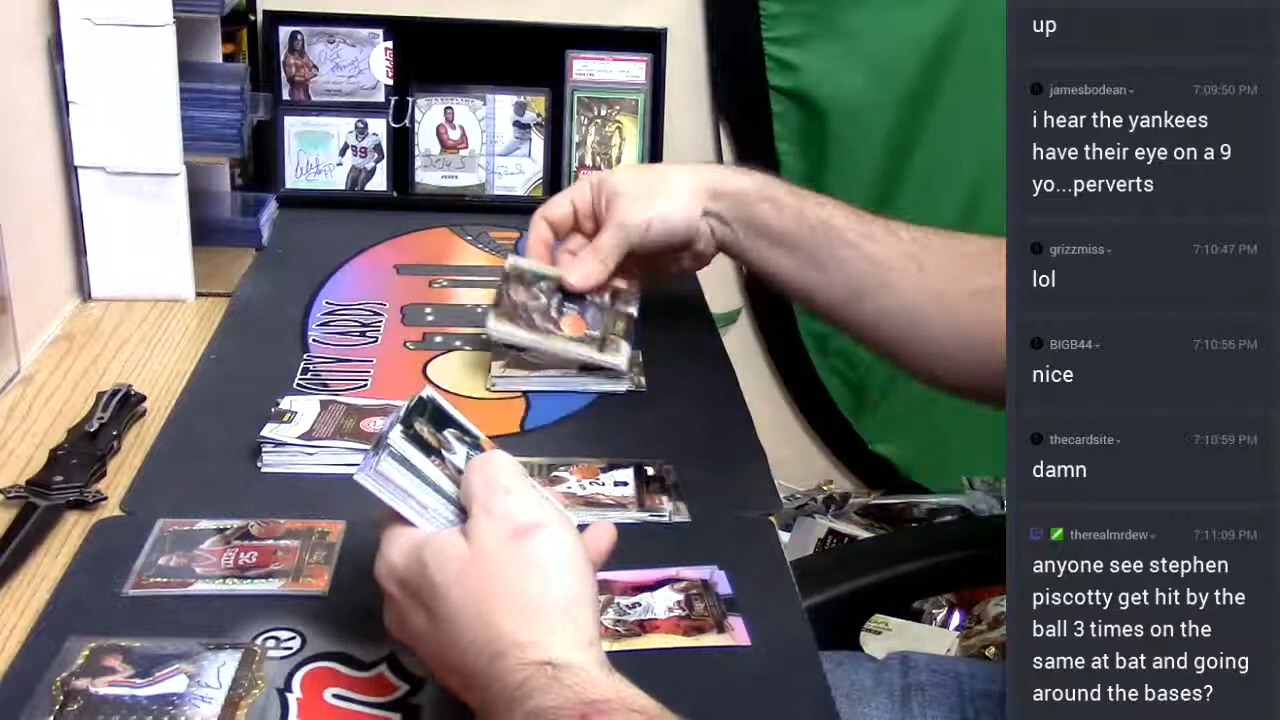 CITY CARDS
99
25
2
R
up
jamesbodean 7:09:50 PM
i hear the yankees
have their eye on a 9
yo...perverts
grizzmiss 7:10:47 PM
lol
BIGB44 7:10:56 PM
nice
thecardsite 7:10:59 PM
damn
therealmrdew 7:11:09 PM
anyone see stephen
piscotty get hit by the
ball 3 times on the
same at bat and going
around the bases?